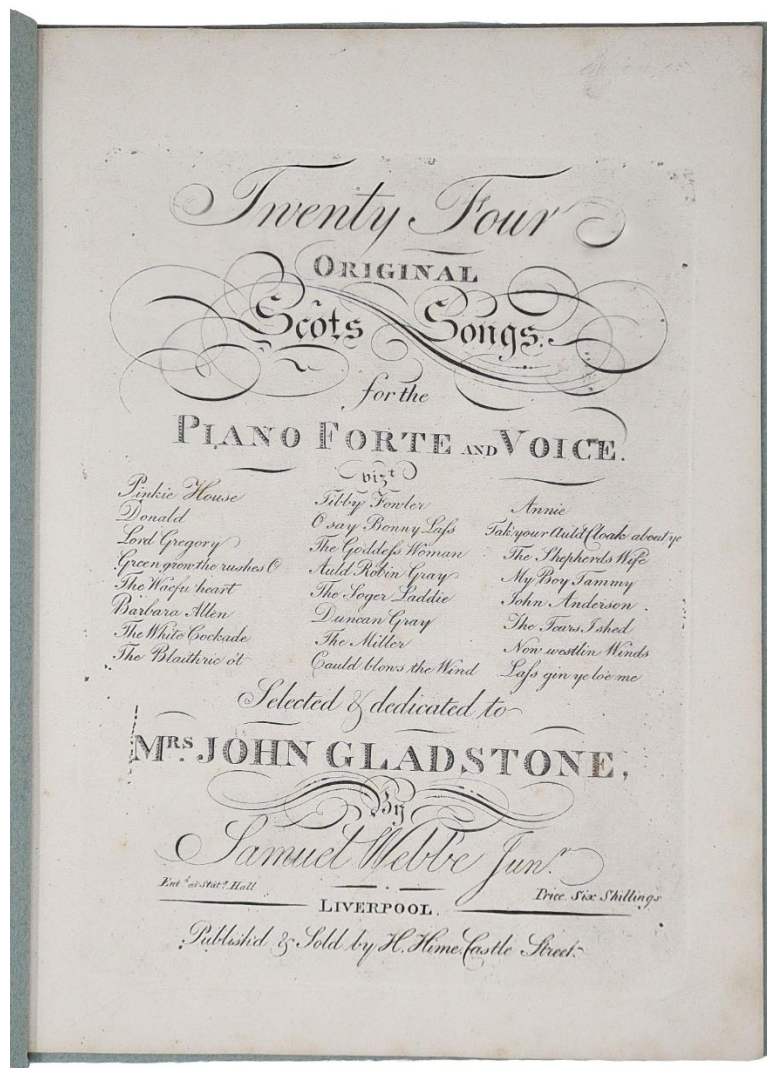 Twenty Four
ORIGINAL
Scots Songs.
for the
PIANO FORTE AND VOICE.
vizt
Pinkie House
Donald
Lord Gregory
Green grow the rushes O
The Waefu heart
Barbara Allen
The White Cockade
The Blaithrie o't
Tibby Fowler
O say Bonny Laſs
The Goddeſs Woman
Auld Robin Gray
The Soger Laddie
Duncan Gray
The Miller
Cauld blows the Wind
Annie
Tak your Auld Cloak about ye
The Shepherds Wife
My Boy Tammy
John Anderson
The Tears I shed
Now westlin Winds
Laſs gin ye lo'e me
Selected & dedicated to
MRS. JOHN GLADSTONE,
By
Samuel Webbe Junr.
Entd. at Statrs. Hall
Price Six Shillings
LIVERPOOL.
Publish'd & Sold by H. Hime. Castle Street.